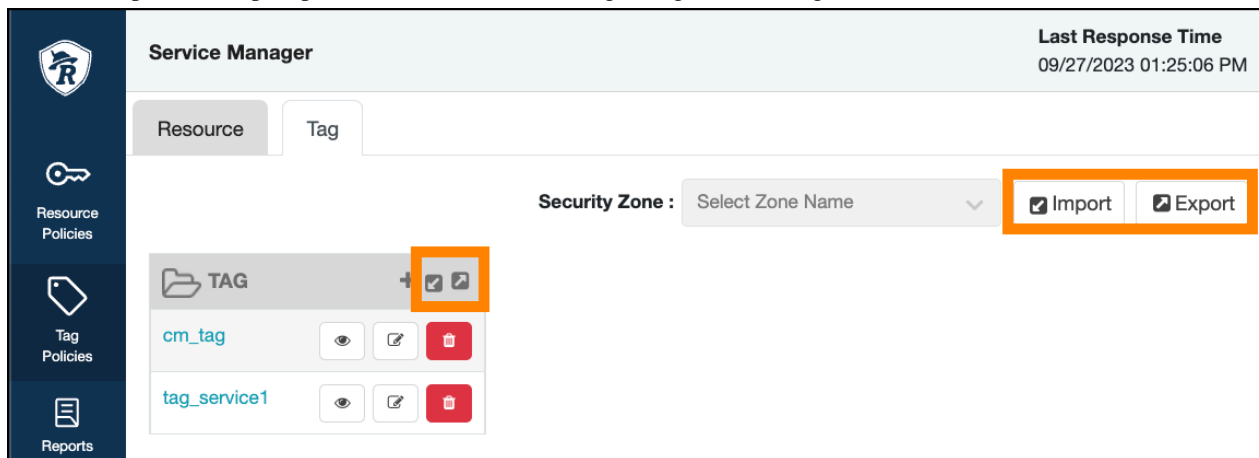 Service Manager
Last Response Time
09/27/2023 01:25:06 PM
Resource
Tag
Resource
Policies
Security Zone :
Select Zone Name
Import
Export
TAG
Tag
Policies
cm_tag
tag_service1
Reports